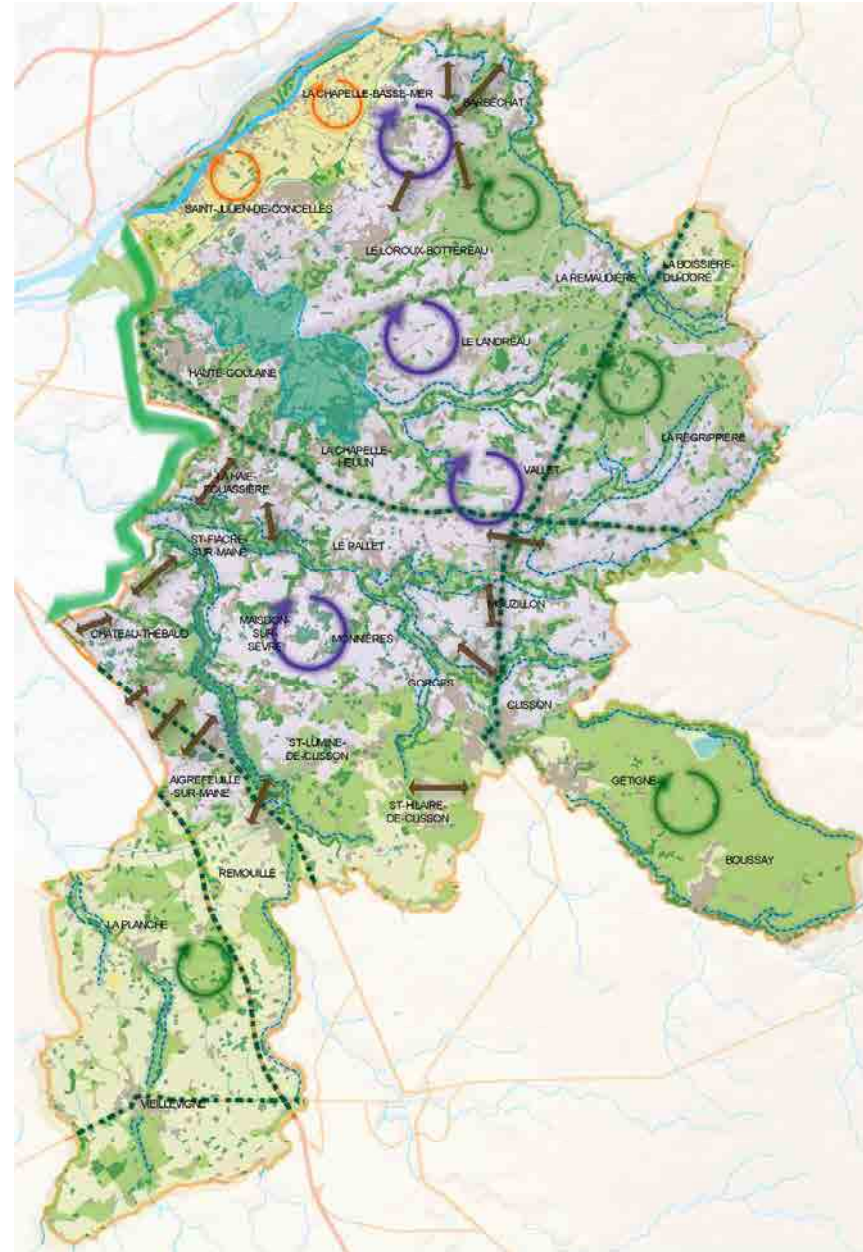 LA CHAPELLE-BASSE-MER
BARBECHAT
SAINT-JULIEN-DE-CONCELLES
LE LOROUX-BOTTEREAU
LA REMAUDIÈRE
LA BOISSIÈRE-
DU-DORÉ
LE LANDREAU
HAUTE-GOULAINE
LA REGRIPPIÈRE
LA CHAPELLE-
HEULIN
VALLET
LA HAIE-
FOUASSIÈRE
ST-FIACRE
-SUR-MAINE
LE PALLET
MOUZILLON
CHÂTEAU-THÉBAUD
MAISDON-
SUR-
SEVRE
MONNIÈRES
GORGES
CLISSON
ST-LUMINE-
DE-CLISSON
GÉTIGNÉ
AIGREFEUILLE
-SUR-MAINE
ST-HILAIRE-
DE-CLISSON
BOUSSAY
REMOUILLÉ
LA PLANCHE
VIEILLEVIGNE